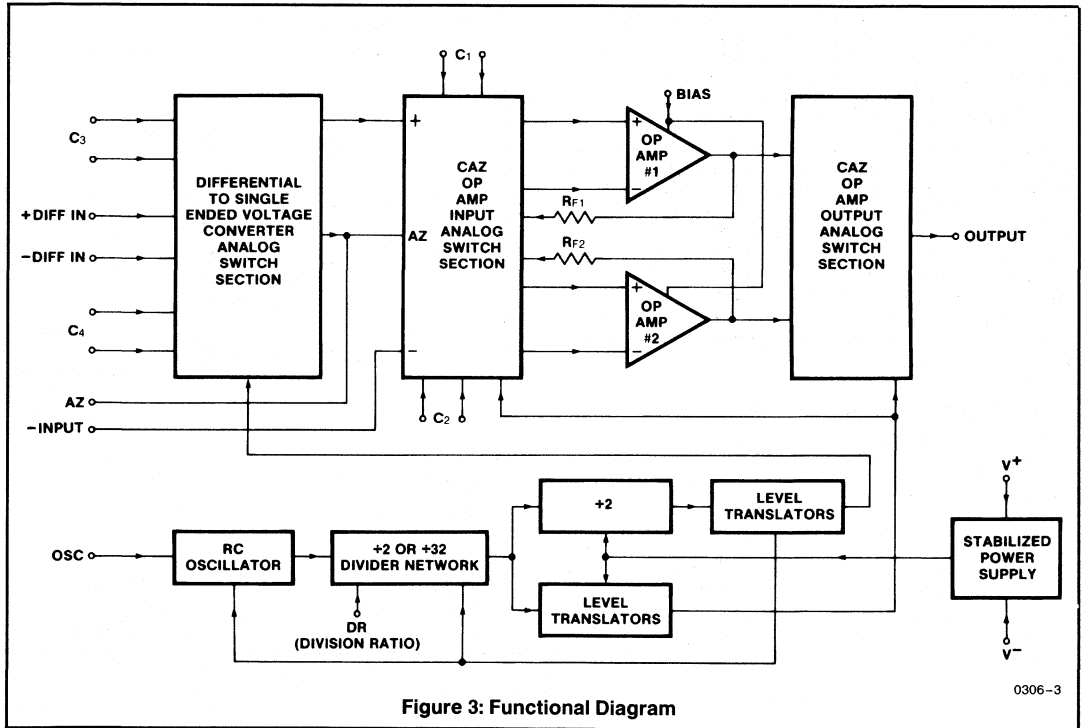 C1
C3
+DIFF IN
−DIFF IN
C4
AZ
−INPUT
DIFFERENTIAL
TO SINGLE
ENDED VOLTAGE
CONVERTER
ANALOG
SWITCH
SECTION
+
AZ
−
CAZ
OP
AMP
INPUT
ANALOG
SWITCH
SECTION
C2
RF1
RF2
BIAS
+
−
OP
AMP
#1
+
−
OP
AMP
#2
CAZ
OP
AMP
OUTPUT
ANALOG
SWITCH
SECTION
OUTPUT
OSC
RC
OSCILLATOR
÷2 OR ÷32
DIVIDER NETWORK
DR
(DIVISION RATIO)
÷2
LEVEL
TRANSLATORS
LEVEL
TRANSLATORS
V+
STABILIZED
POWER
SUPPLY
V−
0306–3
Figure 3: Functional Diagram